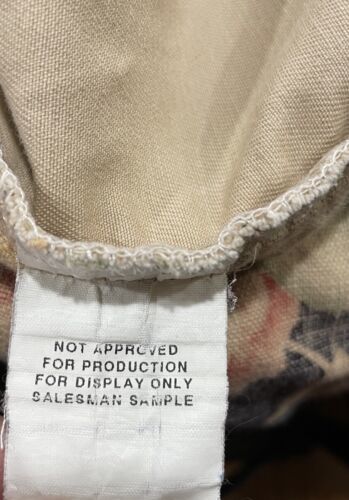 NOT APPROVED
FOR PRODUCTION
FOR DISPLAY ONLY
SALESMAN SAMPLE